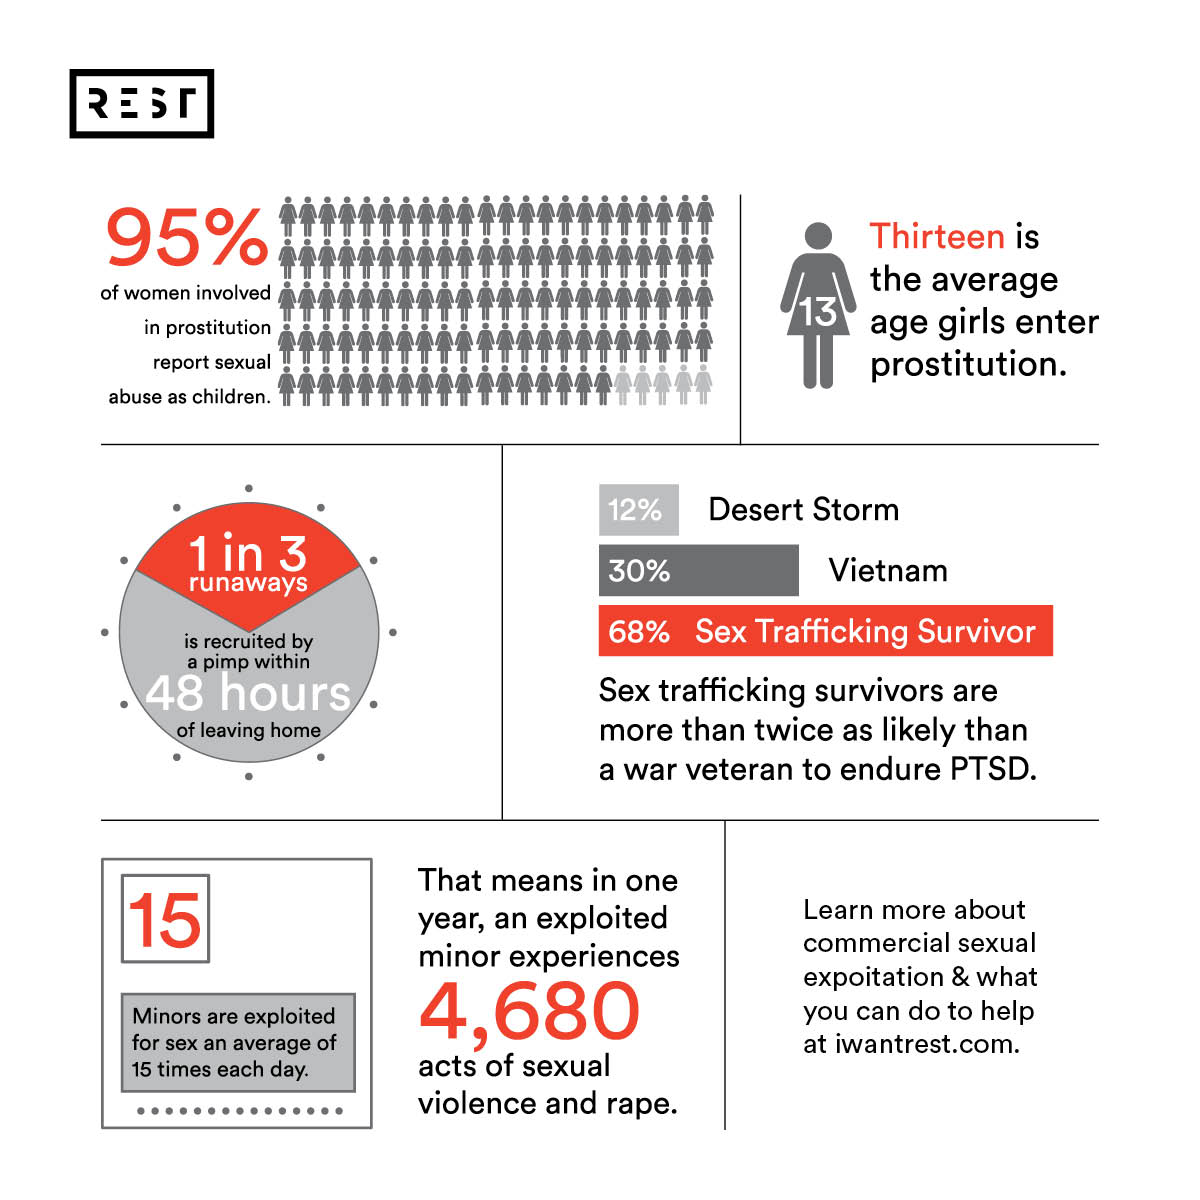 REST
95%
of women involved
in prostitution
report sexual
abuse as children.
13
Thirteen is
the average
age girls enter
prostitution.
1 in 3
runaways
is recruited by
a pimp within
48 hours
of leaving home
12% Desert Storm
30% Vietnam
68% Sex Trafficking Survivor
Sex trafficking survivors are
more than twice as likely than
a war veteran to endure PTSD.
15
Minors are exploited
for sex an average of
15 times each day.
That means in one
year, an exploited
minor experiences
4,680
acts of sexual
violence and rape.
Learn more about
commercial sexual
expoitation & what
you can do to help
at iwantrest.com.